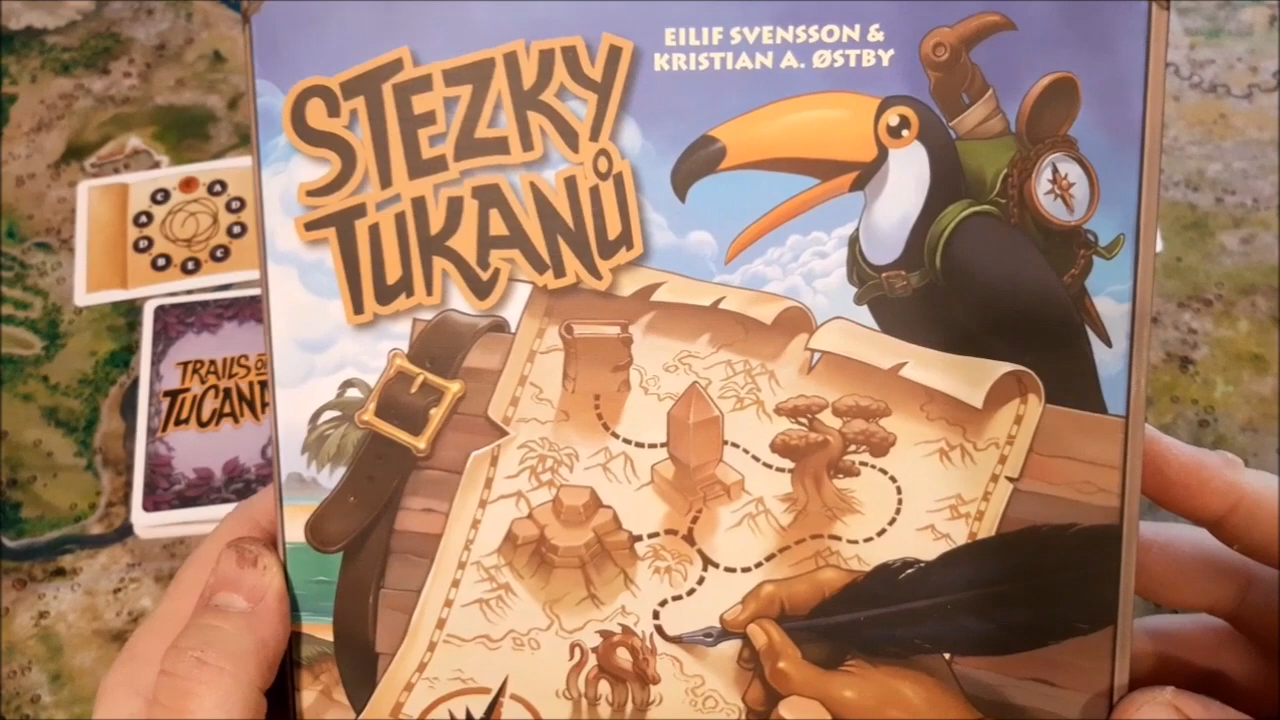 EILIF SVENSSON &
KRISTIAN A. ØSTBY
STEZKY
TUKANŮ
C A
A D
D B
B E C
TRAILS OF
TUCANA